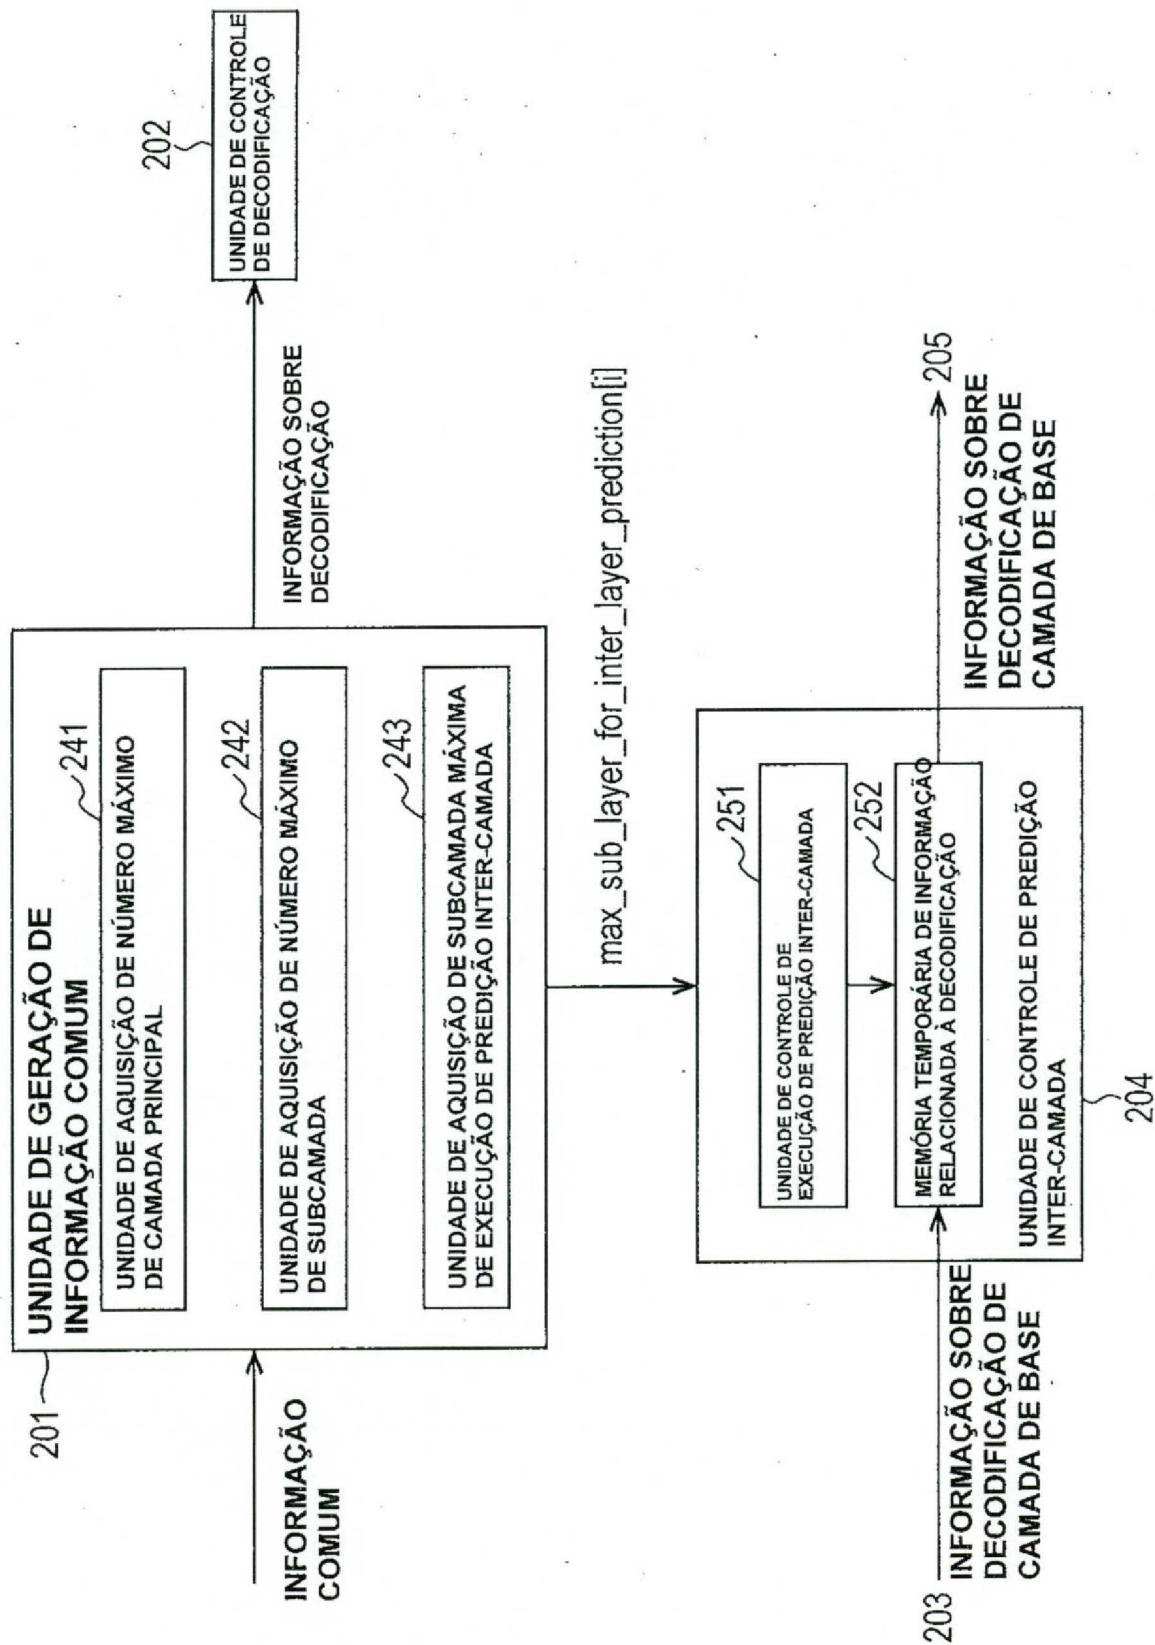 201
UNIDADE DE GERAÇÃO DE
INFORMAÇÃO COMUM
241
UNIDADE DE AQUISIÇÃO DE NÚMERO MÁXIMO
DE CAMADA PRINCIPAL
242
UNIDADE DE AQUISIÇÃO DE NÚMERO MÁXIMO
DE SUBCAMADA
243
UNIDADE DE AQUISIÇÃO DE SUBCAMADA MÁXIMA
DE EXECUÇÃO DE PREDIÇÃO INTER-CAMADA
INFORMAÇÃO
COMUM
INFORMAÇÃO SOBRE
DECODIFICAÇÃO
202
UNIDADE DE CONTROLE
DE DECODIFICAÇÃO
max_sub_layer_for_inter_layer_prediction[i]
251
UNIDADE DE CONTROLE DE
EXECUÇÃO DE PREDIÇÃO INTER-CAMADA
252
MEMÓRIA TEMPORÁRIA DE INFORMAÇÃO
RELACIONADA À DECODIFICAÇÃO
UNIDADE DE CONTROLE DE PREDIÇÃO
INTER-CAMADA
204
203
INFORMAÇÃO SOBRE
DECODIFICAÇÃO DE
CAMADA DE BASE
205
INFORMAÇÃO SOBRE
DECODIFICAÇÃO DE
CAMADA DE BASE